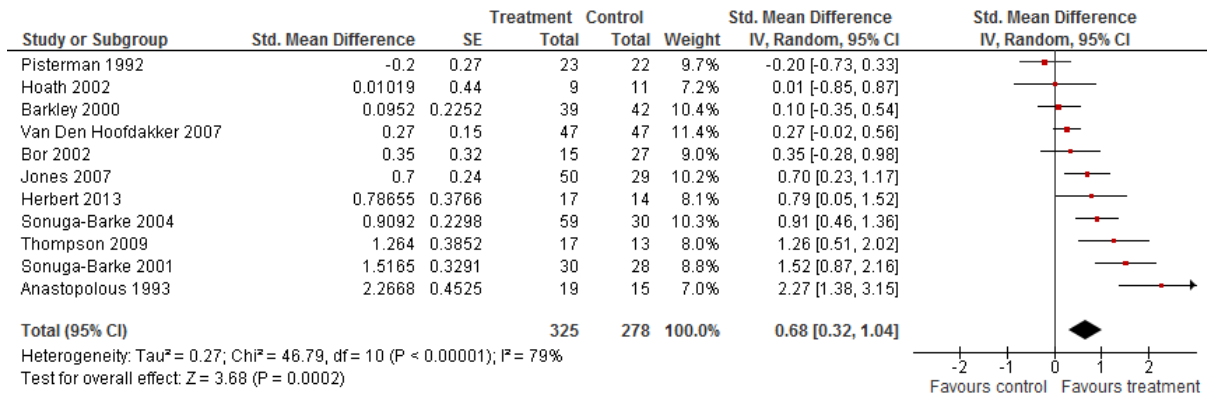 Treatment Control Std. Mean Difference Std. Mean Difference
Study or Subgroup Std. Mean Difference SE Total Total Weight IV, Random, 95% CI IV, Random, 95% CI
Pisterman 1992 -0.2 0.27 23 22 9.7% -0.20 [-0.73, 0.33]
Hoath 2002 0.01019 0.44 9 11 7.2% 0.01 [-0.85, 0.87]
Barkley 2000 0.0952 0.2252 39 42 10.4% 0.10 [-0.35, 0.54]
Van Den Hoofdakker 2007 0.27 0.15 47 47 11.4% 0.27 [-0.02, 0.56]
Bor 2002 0.35 0.32 15 27 9.0% 0.35 [-0.28, 0.98]
Jones 2007 0.7 0.24 50 29 10.2% 0.70 [0.23, 1.17]
Herbert 2013 0.78655 0.3766 17 14 8.1% 0.79 [0.05, 1.52]
Sonuga-Barke 2004 0.9092 0.2298 59 30 10.3% 0.91 [0.46, 1.36]
Thompson 2009 1.264 0.3852 17 13 8.0% 1.26 [0.51, 2.02]
Sonuga-Barke 2001 1.5165 0.3291 30 28 8.8% 1.52 [0.87, 2.16]
Anastopolous 1993 2.2668 0.4525 19 15 7.0% 2.27 [1.38, 3.15]
Total (95% CI) 325 278 100.0% 0.68 [0.32, 1.04]
Heterogeneity: Tau² = 0.27; Chi² = 46.79, df = 10 (P < 0.00001); I² = 79%
Test for overall effect: Z = 3.68 (P = 0.0002)
-2 -1 0 1 2
Favours control Favours treatment